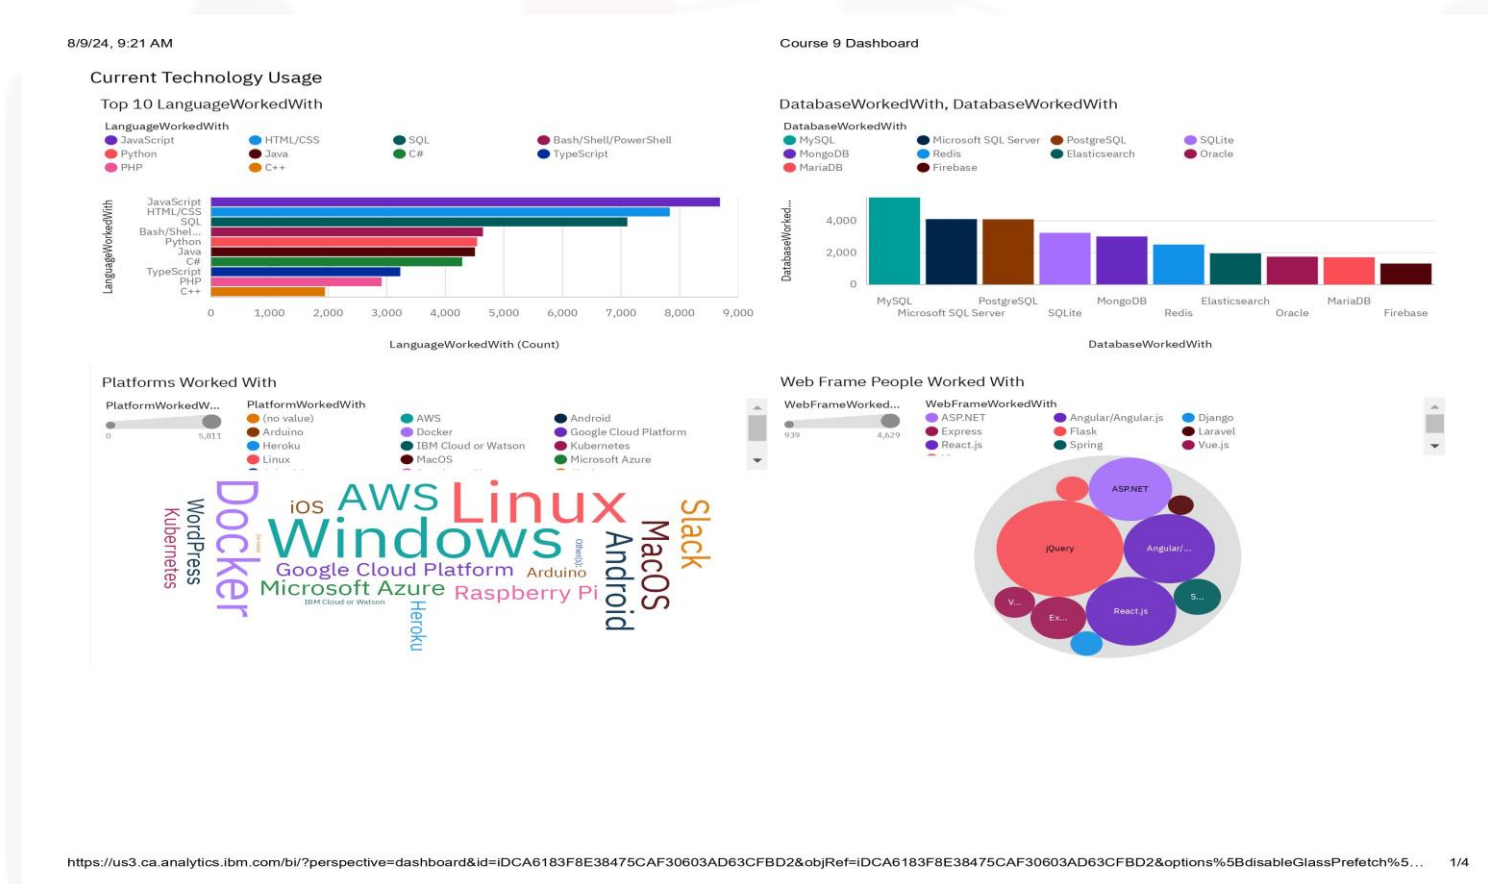 8/9/24, 9:21 AM
Course 9 Dashboard
Current Technology Usage
Top 10 LanguageWorkedWith
LanguageWorkedWith
JavaScript HTML/CSS SQL Bash/Shell/PowerShell
Python Java C# TypeScript
PHP C++
LanguageWorkedWith
JavaScript
HTML/CSS
SQL
Bash/Shel...
Python
Java
C#
TypeScript
PHP
C++
0 1,000 2,000 3,000 4,000 5,000 6,000 7,000 8,000 9,000
LanguageWorkedWith (Count)
DatabaseWorkedWith, DatabaseWorkedWith
DatabaseWorkedWith
MySQL Microsoft SQL Server PostgreSQL SQLite
MongoDB Redis Elasticsearch Oracle
MariaDB Firebase
DatabaseWorked...
4,000
2,000
0
MySQL PostgreSQL MongoDB Elasticsearch MariaDB
Microsoft SQL Server SQLite Redis Oracle Firebase
DatabaseWorkedWith
Platforms Worked With
PlatformWorkedW...
0 5,811
PlatformWorkedWith
(no value) AWS Android
Arduino Docker Google Cloud Platform
Heroku IBM Cloud or Watson Kubernetes
Linux MacOS Microsoft Azure
Kubernetes
WordPress
Docker
iOS
AWS
Linux
Windows
Google Cloud Platform
Arduino
Microsoft Azure
Raspberry Pi
IBM Cloud or Watson
Heroku
Other(s):
Android
MacOS
Slack
Web Frame People Worked With
WebFrameWorked...
939 4,629
WebFrameWorkedWith
ASP.NET Angular/Angular.js Django
Express Flask Laravel
React.js Spring Vue.js
ASP.NET
jQuery
Angular/...
V...
Ex...
React.js
S...
https://us3.ca.analytics.ibm.com/bi/?perspective=dashboard&id=iDCA6183F8E38475CAF30603AD63CFBD2&objRef=iDCA6183F8E38475CAF30603AD63CFBD2&options%5BdisableGlassPrefetch%5...
1/4